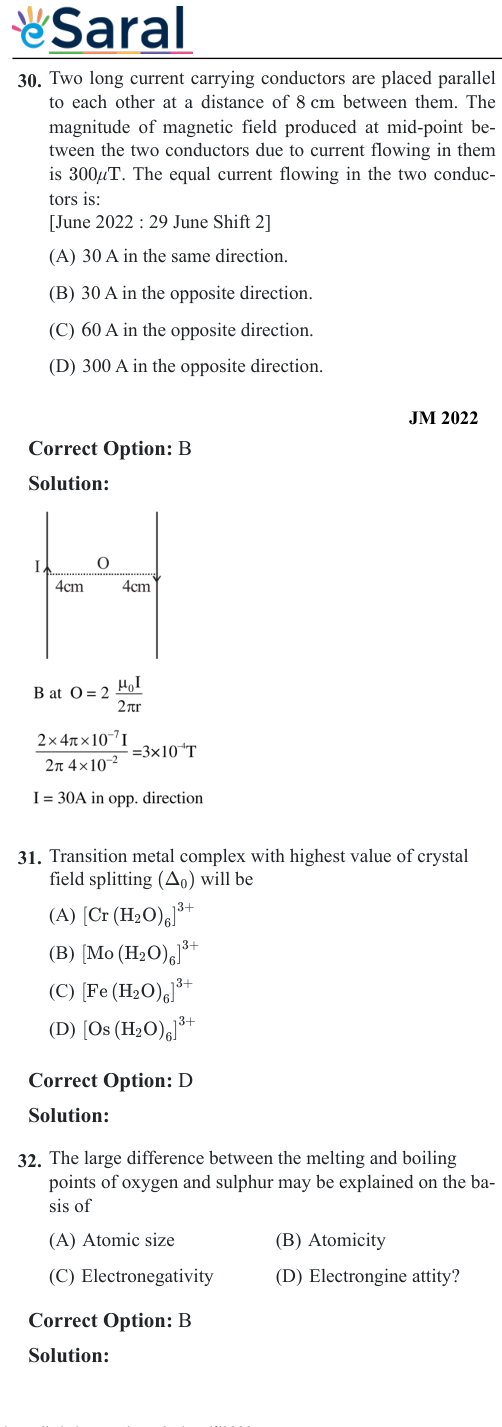 eSaral
30. Two long current carrying conductors are placed parallel
to each other at a distance of 8 cm between them. The
magnitude of magnetic field produced at mid-point be-
tween the two conductors due to current flowing in them
is 300μT. The equal current flowing in the two conduc-
tors is:
[June 2022 : 29 June Shift 2]
(A) 30 A in the same direction.
(B) 30 A in the opposite direction.
(C) 60 A in the opposite direction.
(D) 300 A in the opposite direction.
JM 2022
Correct Option: B
Solution:
I O
4cm 4cm
B at O = 2 μ₀I / 2πr
2×4π×10⁻⁷I / 2π 4×10⁻² =3×10⁻⁴T
I = 30A in opp. direction
31. Transition metal complex with highest value of crystal
field splitting (Δ₀) will be
(A) [Cr (H₂O)₆]³⁺
(B) [Mo (H₂O)₆]³⁺
(C) [Fe (H₂O)₆]³⁺
(D) [Os (H₂O)₆]³⁺
Correct Option: D
Solution:
32. The large difference between the melting and boiling
points of oxygen and sulphur may be explained on the ba-
sis of
(A) Atomic size (B) Atomicity
(C) Electronegativity (D) Electrongine attity?
Correct Option: B
Solution: